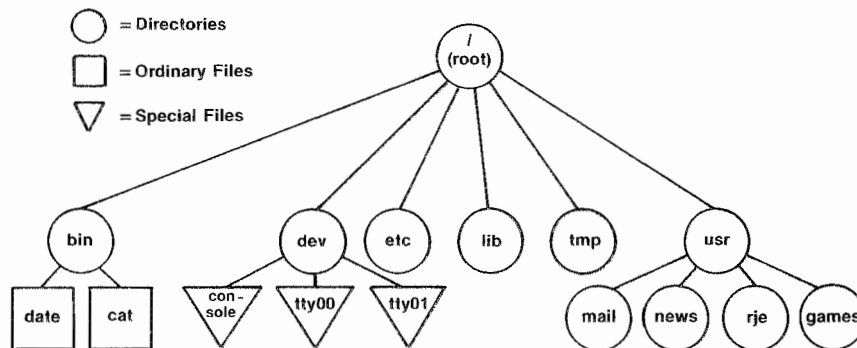 = Directories
= Ordinary Files
= Special Files
/
(root)
bin
dev
etc
lib
tmp
usr
date
cat
con-
sole
tty00
tty01
mail
news
rje
games